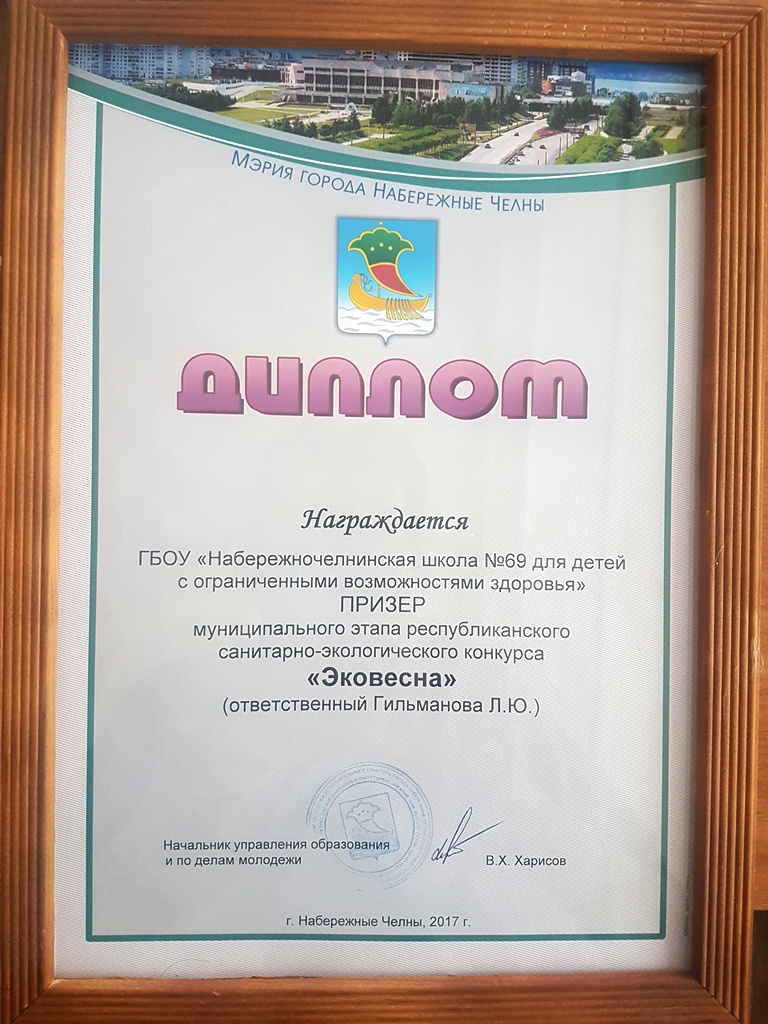 Мэрия города Набережные Челны
ДИПЛОМ
Награждается
ГБОУ «Набережночелнинская школа №69 для детей
с ограниченными возможностями здоровья»
ПРИЗЕР
муниципального этапа республиканского
санитарно-экологического конкурса
«Эковесна»
(ответственный Гильманова Л.Ю.)
Начальник управления образования
и по делам молодежи
В.Х. Харисов
г. Набережные Челны, 2017 г.